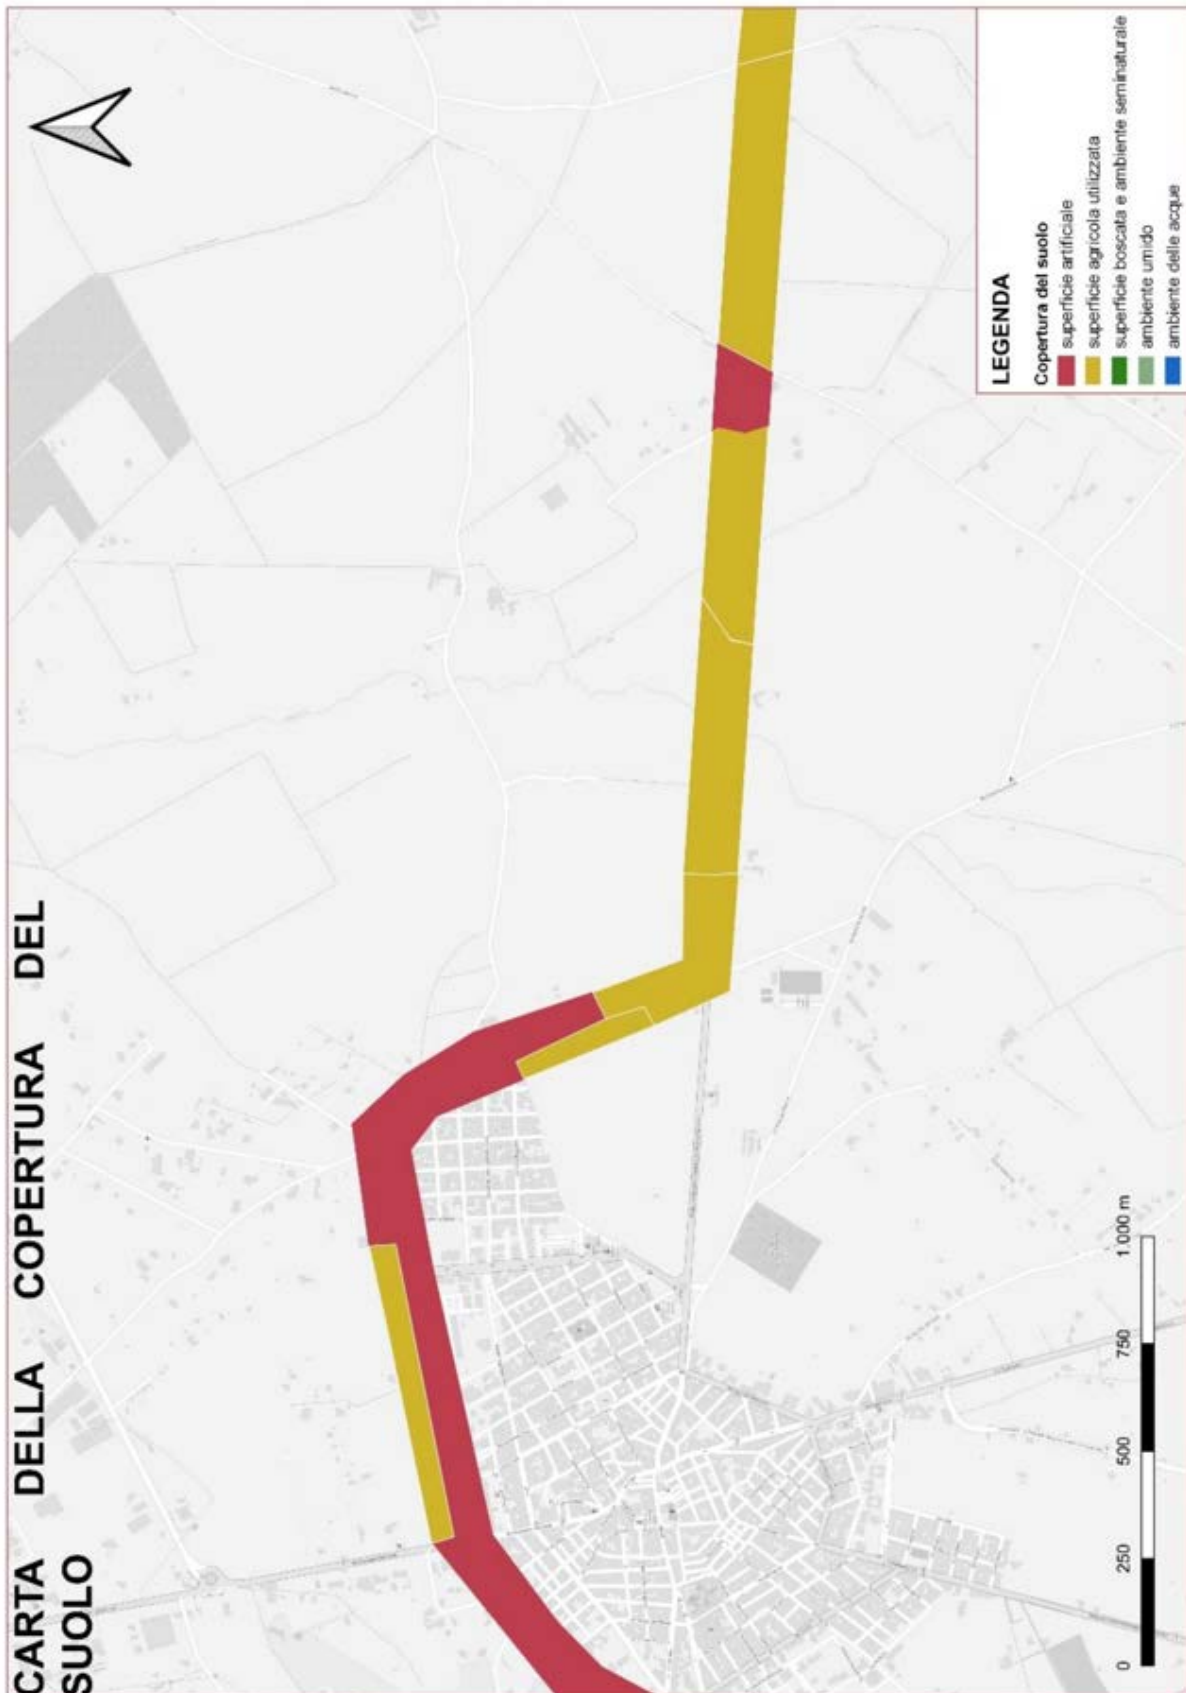 CARTA DELLA COPERTURA DEL
SUOLO
LEGENDA
Copertura del suolo
superficie artificiale
superficie agricola utilizzata
superficie boscata e ambiente seminaturale
ambiente umido
ambiente delle acque
0 250 500 750 1 000 m